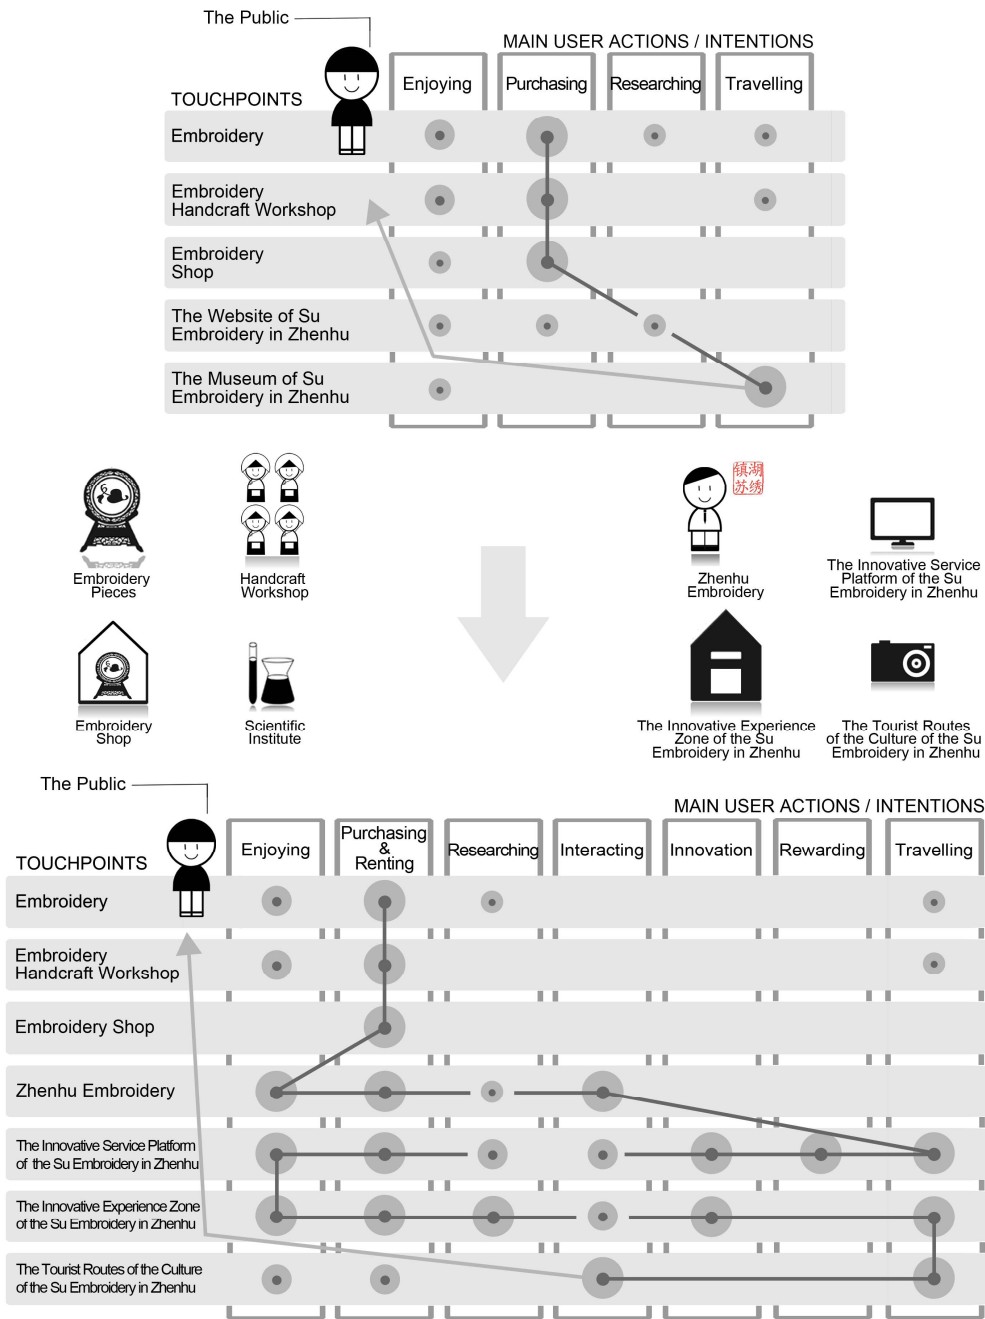 The Public
MAIN USER ACTIONS / INTENTIONS
TOUCHPOINTS
Enjoying
Purchasing
Researching
Travelling
Embroidery
Embroidery
Handcraft Workshop
Embroidery
Shop
The Website of Su
Embroidery in Zhenhu
The Museum of Su
Embroidery in Zhenhu
Embroidery
Pieces
Handcraft
Workshop
镇湖
苏绣
Zhenhu
Embroidery
The Innovative Service
Platform of the Su
Embroidery in Zhenhu
Embroidery
Shop
Scientific
Institute
The Innovative Experience
Zone of the Su
Embroidery in Zhenhu
The Tourist Routes
of the Culture of the Su
Embroidery in Zhenhu
The Public
MAIN USER ACTIONS / INTENTIONS
TOUCHPOINTS
Enjoying
Purchasing
&
Renting
Researching
Interacting
Innovation
Rewarding
Travelling
Embroidery
Embroidery
Handcraft Workshop
Embroidery Shop
Zhenhu Embroidery
The Innovative Service Platform
of the Su Embroidery in Zhenhu
The Innovative Experience Zone
of the Su Embroidery in Zhenhu
The Tourist Routes of the Culture
of the Su Embroidery in Zhenhu